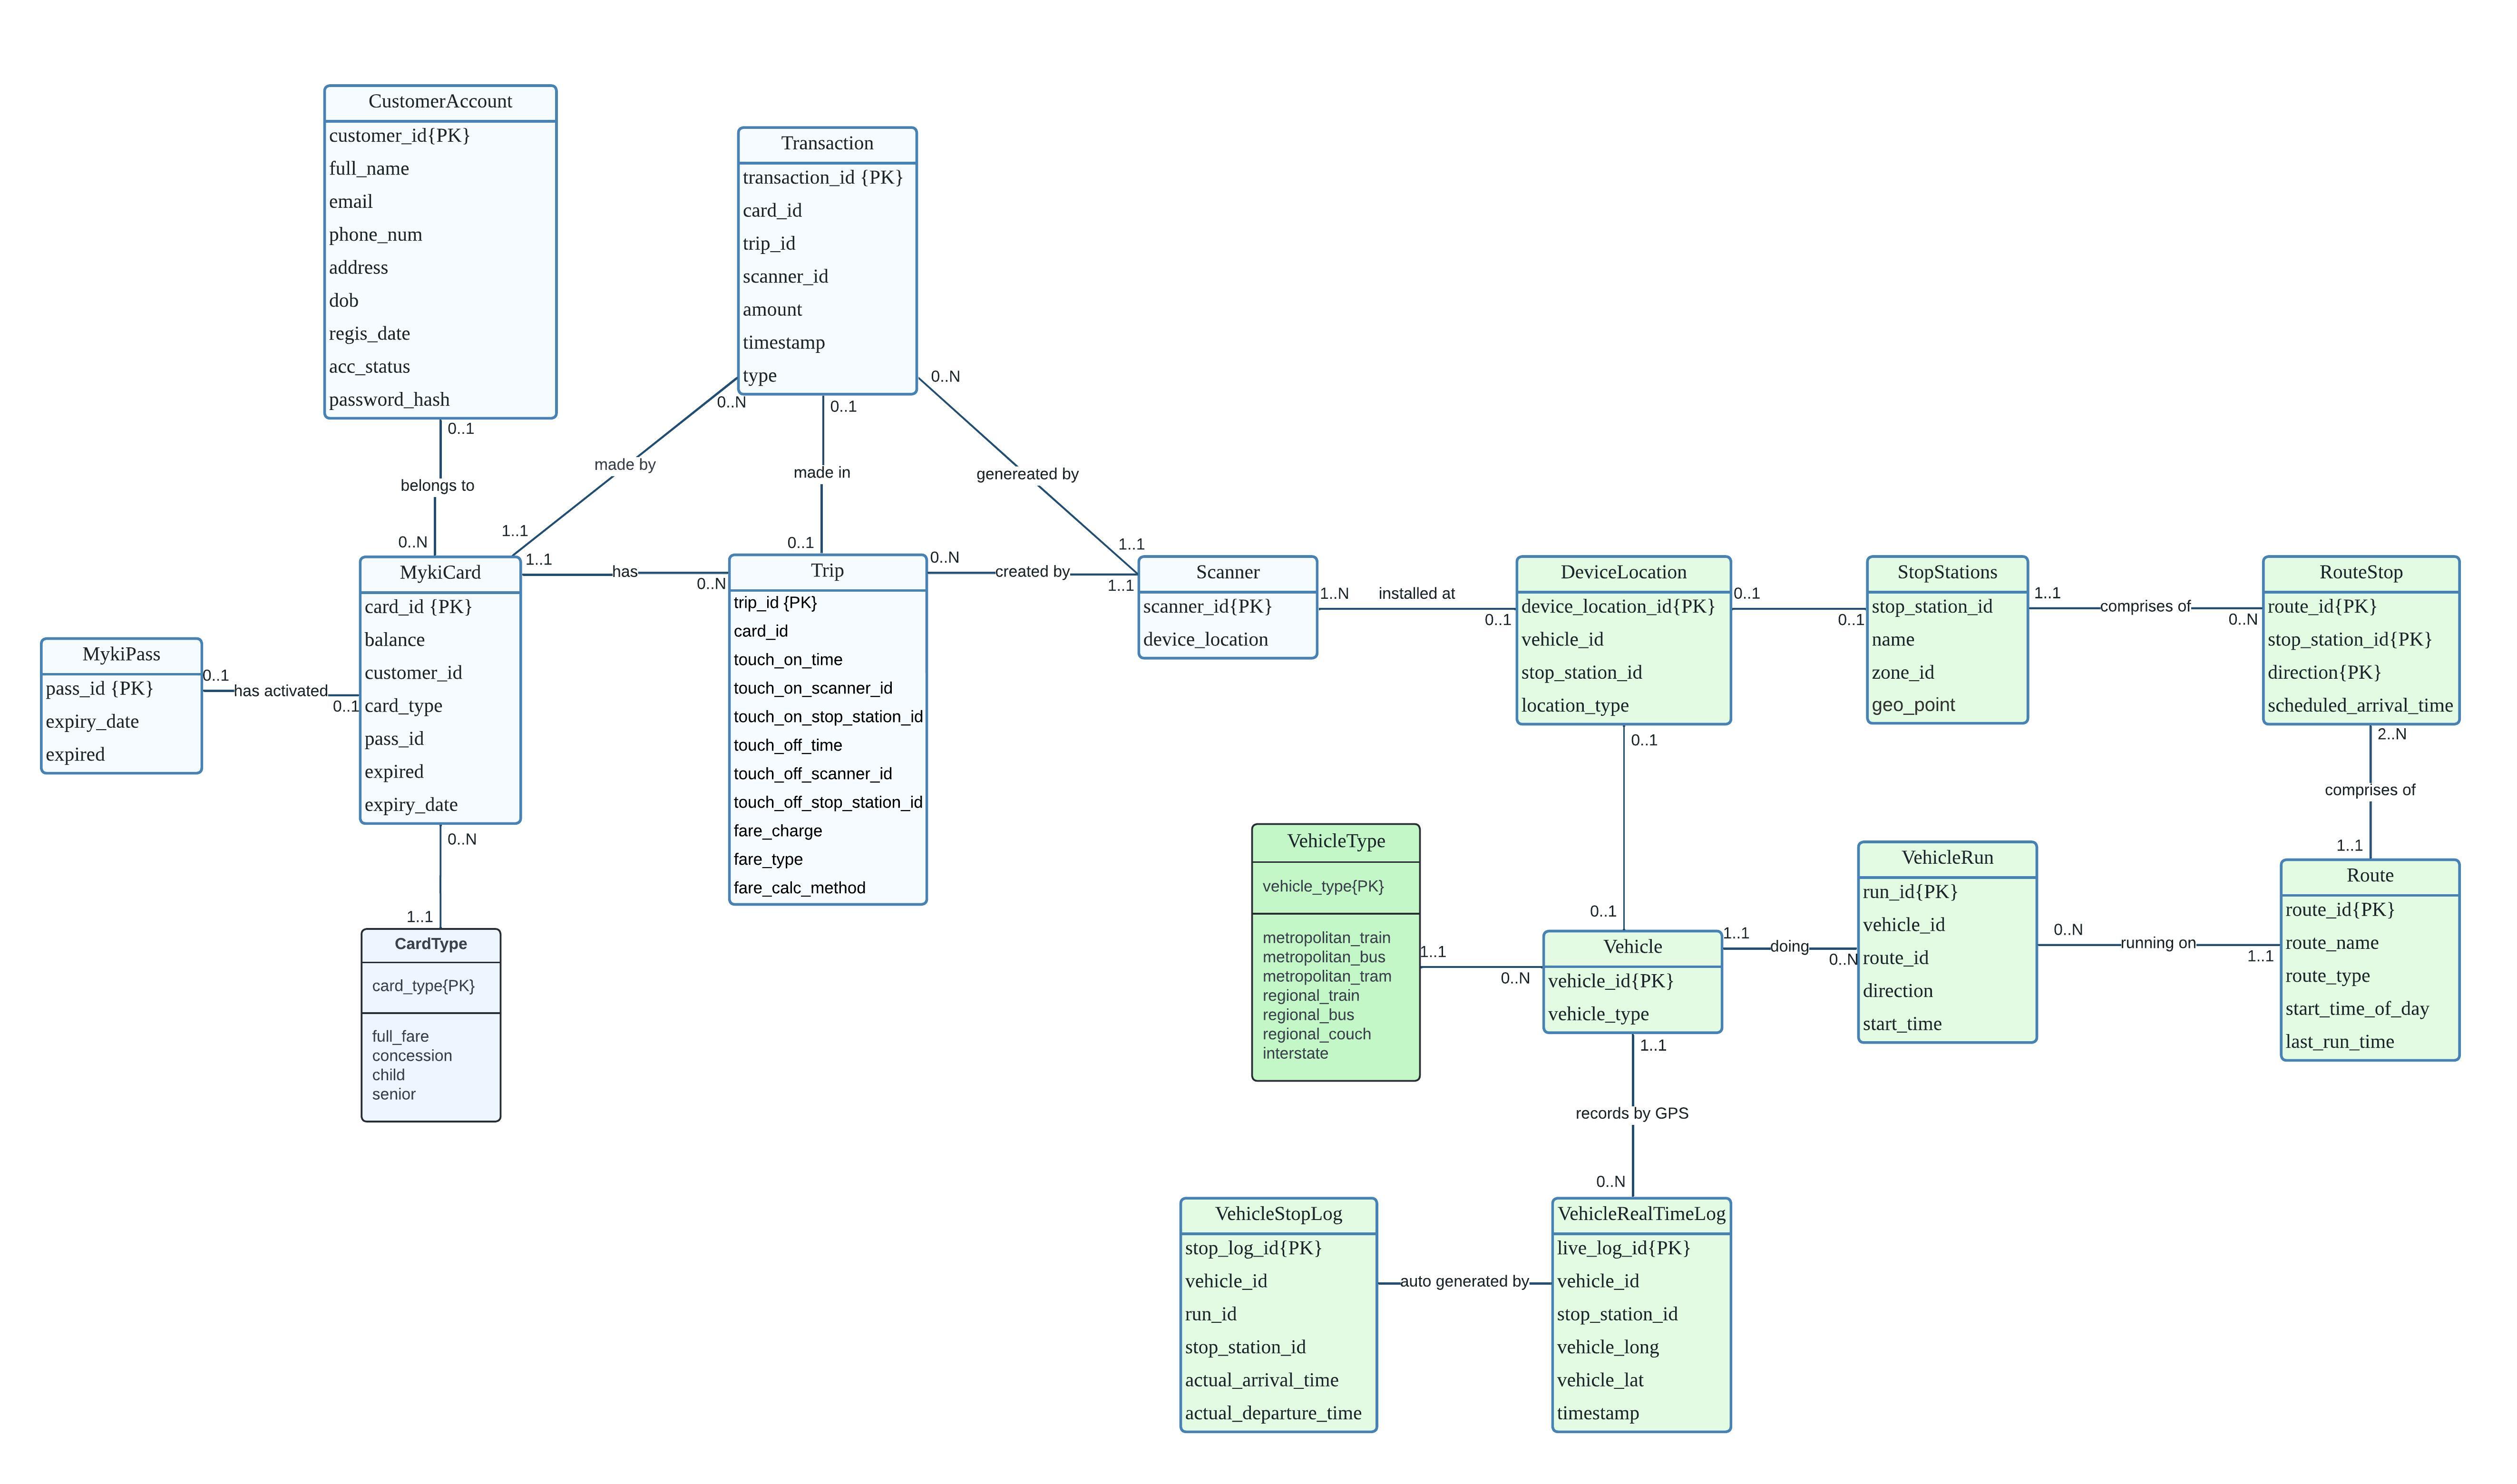 CustomerAccount
customer_id{PK}
full_name
email
phone_num
address
dob
regis_date
acc_status
password_hash
0..1
belongs to
0..N
Transaction
transaction_id {PK}
card_id
trip_id
scanner_id
amount
timestamp
type
0..N
made by
1..1
0..1
made in
0..1
0..N
genereated by
1..1
MykiPass
pass_id {PK}
expiry_date
expired
0..1
has activated
0..1
MykiCard
card_id {PK}
balance
customer_id
card_type
pass_id
expired
expiry_date
1..1
has
0..N
0..N
1..1
CardType
card_type{PK}
full_fare
concession
child
senior
Trip
trip_id {PK}
card_id
touch_on_time
touch_on_scanner_id
touch_on_stop_station_id
touch_off_time
touch_off_scanner_id
touch_off_stop_station_id
fare_charge
fare_type
fare_calc_method
0..N
created by
1..1
Scanner
scanner_id{PK}
device_location
1..N
installed at
0..1
DeviceLocation
device_location_id{PK}
vehicle_id
stop_station_id
location_type
0..1
0..1
StopStations
stop_station_id
name
zone_id
geo_point
1..1
comprises of
0..N
RouteStop
route_id{PK}
stop_station_id{PK}
direction{PK}
scheduled_arrival_time
2..N
comprises of
1..1
0..1
0..1
VehicleType
vehicle_type{PK}
metropolitan_train
metropolitan_bus
metropolitan_tram
regional_train
regional_bus
regional_couch
interstate
1..1
0..N
Vehicle
vehicle_id{PK}
vehicle_type
1..1
doing
0..N
VehicleRun
run_id{PK}
vehicle_id
route_id
direction
start_time
0..N
running on
1..1
Route
route_id{PK}
route_name
route_type
start_time_of_day
last_run_time
1..1
records by GPS
0..N
VehicleStopLog
stop_log_id{PK}
vehicle_id
run_id
stop_station_id
actual_arrival_time
actual_departure_time
auto generated by
VehicleRealTimeLog
live_log_id{PK}
vehicle_id
stop_station_id
vehicle_long
vehicle_lat
timestamp